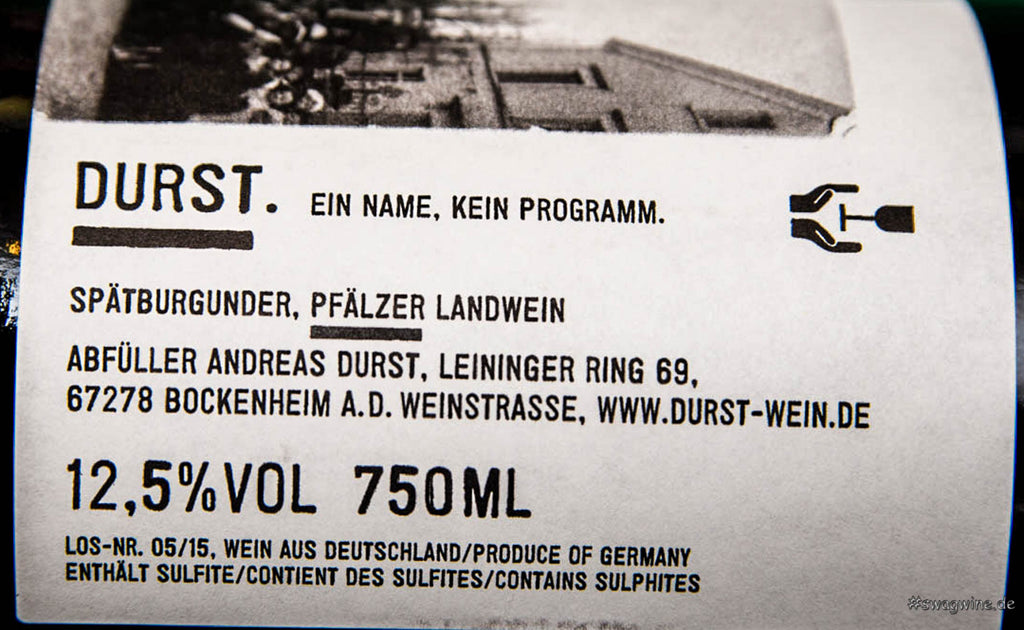 DURST. EIN NAME, KEIN PROGRAMM.
SPÄTBURGUNDER, PFÄLZER LANDWEIN
ABFÜLLER ANDREAS DURST, LEININGER RING 69,
67278 BOCKENHEIM A.D. WEINSTRASSE, WWW.DURST-WEIN.DE
12,5%VOL 750ML
LOS-NR. 05/15, WEIN AUS DEUTSCHLAND/PRODUCE OF GERMANY
ENTHÄLT SULFITE/CONTIENT DES SULFITES/CONTAINS SULPHITES
#swagwine.de